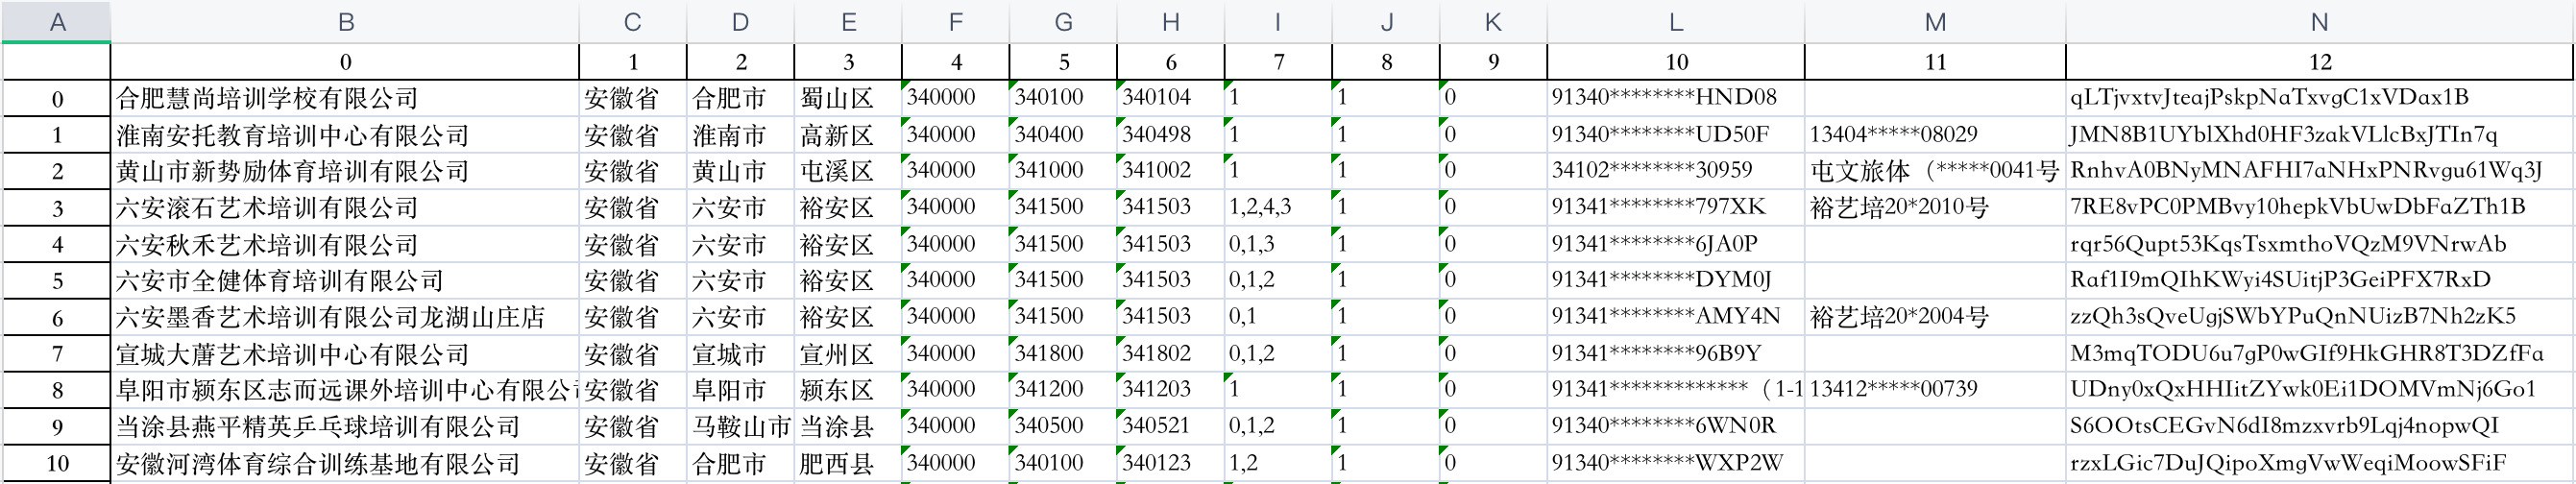 A B C D E F G H I J K L M N
0 1 2 3 4 5 6 7 8 9 10 11 12
0 合肥慧尚培训学校有限公司 安徽省 合肥市 蜀山区 340000 340100 340104 1 1 0 91340********HND08 qLTjvxtvJteajPskpNaTxvgC1xVDax1B
1 淮南安托教育培训中心有限公司 安徽省 淮南市 高新区 340000 340400 340498 1 1 0 91340********UD50F 13404*****08029 JMN8B1UYblXhd0HF3zakVLlcBxJTIn7q
2 黄山市新势励体育培训有限公司 安徽省 黄山市 屯溪区 340000 341000 341002 1 1 0 34102********30959 屯文旅体（*****0041号 RnhvA0BNyMNAFHI7aNHxPNRvgu61Wq3J
3 六安滚石艺术培训有限公司 安徽省 六安市 裕安区 340000 341500 341503 1,2,4,3 1 0 91341********797XK 裕艺培20*2010号 7RE8vPC0PMBvy10hepkVbUwDbFaZTh1B
4 六安秋禾艺术培训有限公司 安徽省 六安市 裕安区 340000 341500 341503 0,1,3 1 0 91341********6JA0P rqr56Qupt53KqsTsxmthoVQzM9VNrwAb
5 六安市全健体育培训有限公司 安徽省 六安市 裕安区 340000 341500 341503 0,1,2 1 0 91341********DYM0J Raf1I9mQIhKWyi4SUitjP3GeiPFX7RxD
6 六安墨香艺术培训有限公司龙湖山庄店 安徽省 六安市 裕安区 340000 341500 341503 0,1 1 0 91341********AMY4N 裕艺培20*2004号 zzQh3sQveUgjSWbYPuQnNUizB7Nh2zK5
7 宣城大蓎艺术培训中心有限公司 安徽省 宣城市 宣州区 340000 341800 341802 0,1,2 1 0 91341********96B9Y M3mqTODU6u7gP0wGIf9HkGHR8T3DZfFa
8 阜阳市颍东区志而远课外培训中心有限公 安徽省 阜阳市 颍东区 340000 341200 341203 1 1 0 91341*************（1-1 13412*****00739 UDny0xQxHHIitZYwk0Ei1DOMVmNj6Go1
9 当涂县燕平精英乒乓球培训有限公司 安徽省 马鞍山市 当涂县 340000 340500 340521 0,1,2 1 0 91340********6WN0R S6OOtsCEGvN6dI8mzxvrb9Lqj4nopwQI
10 安徽河湾体育综合训练基地有限公司 安徽省 合肥市 肥西县 340000 340100 340123 1,2 1 0 91340********WXP2W rzxLGic7DuJQipoXmgVwWeqiMoowSFiF